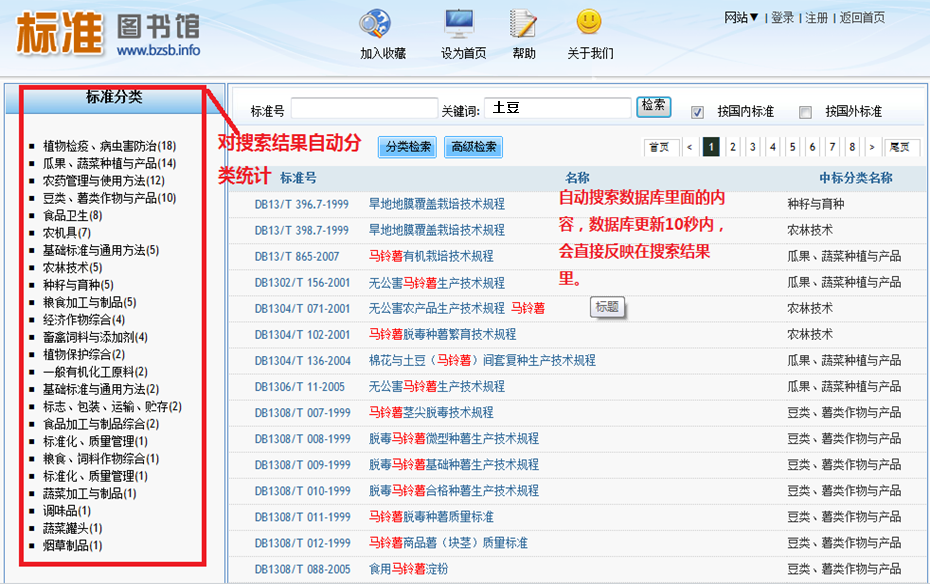 标准 图书馆
www.bzsb.info
加入收藏 设为首页 帮助 关于我们
网站▼ | 登录 | 注册 | 返回首页
标准分类
植物检疫、病虫害防治(18)
瓜果、蔬菜种植与产品(14)
农药管理与使用方法(12)
豆类、薯类作物与产品(10)
食品卫生(8)
农机具(7)
基础标准与通用方法(5)
农林技术(5)
种籽与育种(5)
粮食加工与制品(5)
经济作物综合(4)
畜禽饲料与添加剂(4)
植物保护综合(2)
一般有机化工原料(2)
基础标准与通用方法(2)
标志、包装、运输、贮存(2)
食品加工与制品综合(2)
标准化、质量管理(1)
粮食、饲料作物综合(1)
标准化、质量管理(1)
蔬菜加工与制品(1)
调味品(1)
蔬菜罐头(1)
烟草制品(1)
标准号 关键词: 土豆 检索 按国内标准 按国外标准
对搜索结果自动分
类统计
分类检索 高级检索
首页 < 1 2 3 4 5 6 7 8 > 尾页
标准号 名称 中标分类名称
自动搜索数据库里面的内
容，数据库更新10秒内，
会直接反映在搜索结果
里。
标题
DB13/T 396.7-1999 旱地地膜覆盖栽培技术规程 种籽与育种
DB13/T 398.7-1999 旱地地膜覆盖栽培技术规程 农林技术
DB13/T 865-2007 马铃薯有机栽培技术规程 瓜果、蔬菜种植与产品
DB1302/T 156-2001 无公害马铃薯生产技术规程 瓜果、蔬菜种植与产品
DB1304/T 071-2001 无公害农产品生产技术规程 马铃薯 农林技术
DB1304/T 102-2001 马铃薯脱毒种薯繁育技术规程 农林技术
DB1304/T 136-2004 棉花与土豆（马铃薯）间套复种生产技术规程 瓜果、蔬菜种植与产品
DB1306/T 11-2005 无公害马铃薯生产技术规程 瓜果、蔬菜种植与产品
DB1308/T 007-1999 马铃薯茎尖脱毒技术规程 豆类、薯类作物与产品
DB1308/T 008-1999 脱毒马铃薯微型种薯生产技术规程 豆类、薯类作物与产品
DB1308/T 009-1999 脱毒马铃薯基础种薯生产技术规程 豆类、薯类作物与产品
DB1308/T 010-1999 脱毒马铃薯合格种薯生产技术规程 豆类、薯类作物与产品
DB1308/T 011-1999 马铃薯脱毒种薯质量标准 豆类、薯类作物与产品
DB1308/T 012-1999 马铃薯商品薯（块茎）质量标准 豆类、薯类作物与产品
DB1308/T 088-2005 食用马铃薯淀粉 豆类、薯类作物与产品